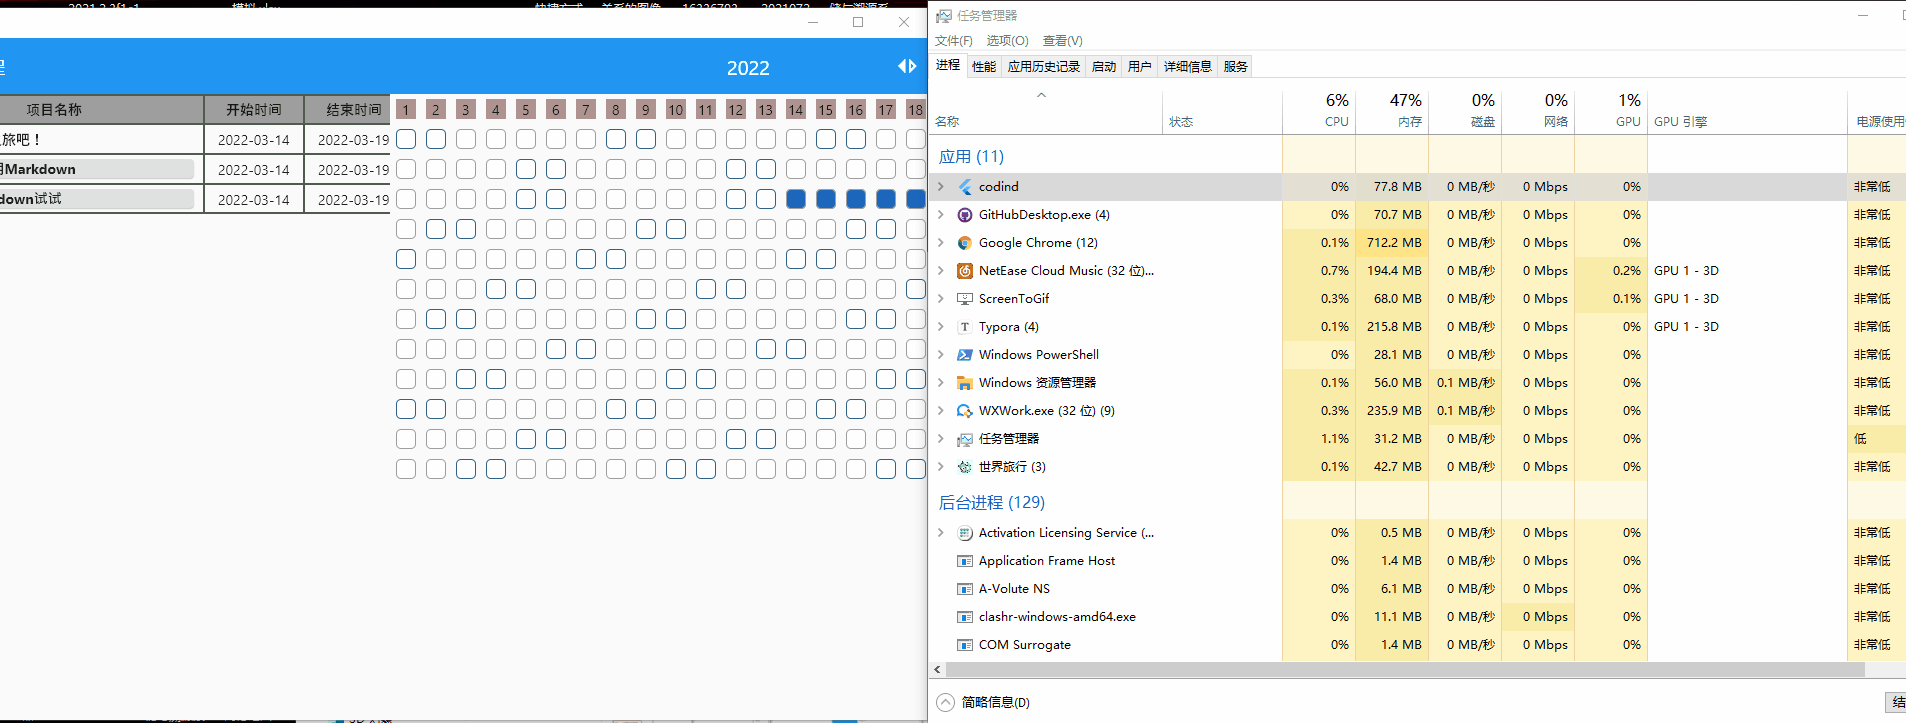 程
2022
项目名称 开始时间 结束时间 1 2 3 4 5 6 7 8 9 10 11 12 13 14 15 16 17 18
旅吧！ 2022-03-14 2022-03-19
用Markdown 2022-03-14 2022-03-19
down试试 2022-03-14 2022-03-19
任务管理器
文件(F) 选项(O) 查看(V)
进程 性能 应用历史记录 启动 用户 详细信息 服务
6% 47% 0% 0% 1%
名称 状态 CPU 内存 磁盘 网络 GPU GPU 引擎 电源使用
应用 (11)
codind 0% 77.8 MB 0 MB/秒 0 Mbps 0% 非常低
GitHubDesktop.exe (4) 0% 70.7 MB 0 MB/秒 0 Mbps 0% 非常低
Google Chrome (12) 0.1% 712.2 MB 0 MB/秒 0 Mbps 0% 非常低
NetEase Cloud Music (32 位)... 0.7% 194.4 MB 0 MB/秒 0 Mbps 0.2% GPU 1 - 3D 非常低
ScreenToGif 0.3% 68.0 MB 0 MB/秒 0 Mbps 0.1% GPU 1 - 3D 非常低
Typora (4) 0.1% 215.8 MB 0 MB/秒 0 Mbps 0% GPU 1 - 3D 非常低
Windows PowerShell 0% 28.1 MB 0 MB/秒 0 Mbps 0% 非常低
Windows 资源管理器 0.1% 56.0 MB 0.1 MB/秒 0 Mbps 0% 非常低
WXWork.exe (32 位) (9) 0.3% 235.9 MB 0.1 MB/秒 0 Mbps 0% 非常低
任务管理器 1.1% 31.2 MB 0 MB/秒 0 Mbps 0% 低
世界旅行 (3) 0.1% 42.7 MB 0 MB/秒 0 Mbps 0% 非常低
后台进程 (129)
Activation Licensing Service (... 0% 0.5 MB 0 MB/秒 0 Mbps 0% 非常低
Application Frame Host 0% 1.4 MB 0 MB/秒 0 Mbps 0% 非常低
A-Volute NS 0% 6.1 MB 0 MB/秒 0 Mbps 0% 非常低
clashr-windows-amd64.exe 0% 11.1 MB 0 MB/秒 0 Mbps 0% 非常低
COM Surrogate 0% 1.4 MB 0 MB/秒 0 Mbps 0% 非常低
简略信息(D) 结